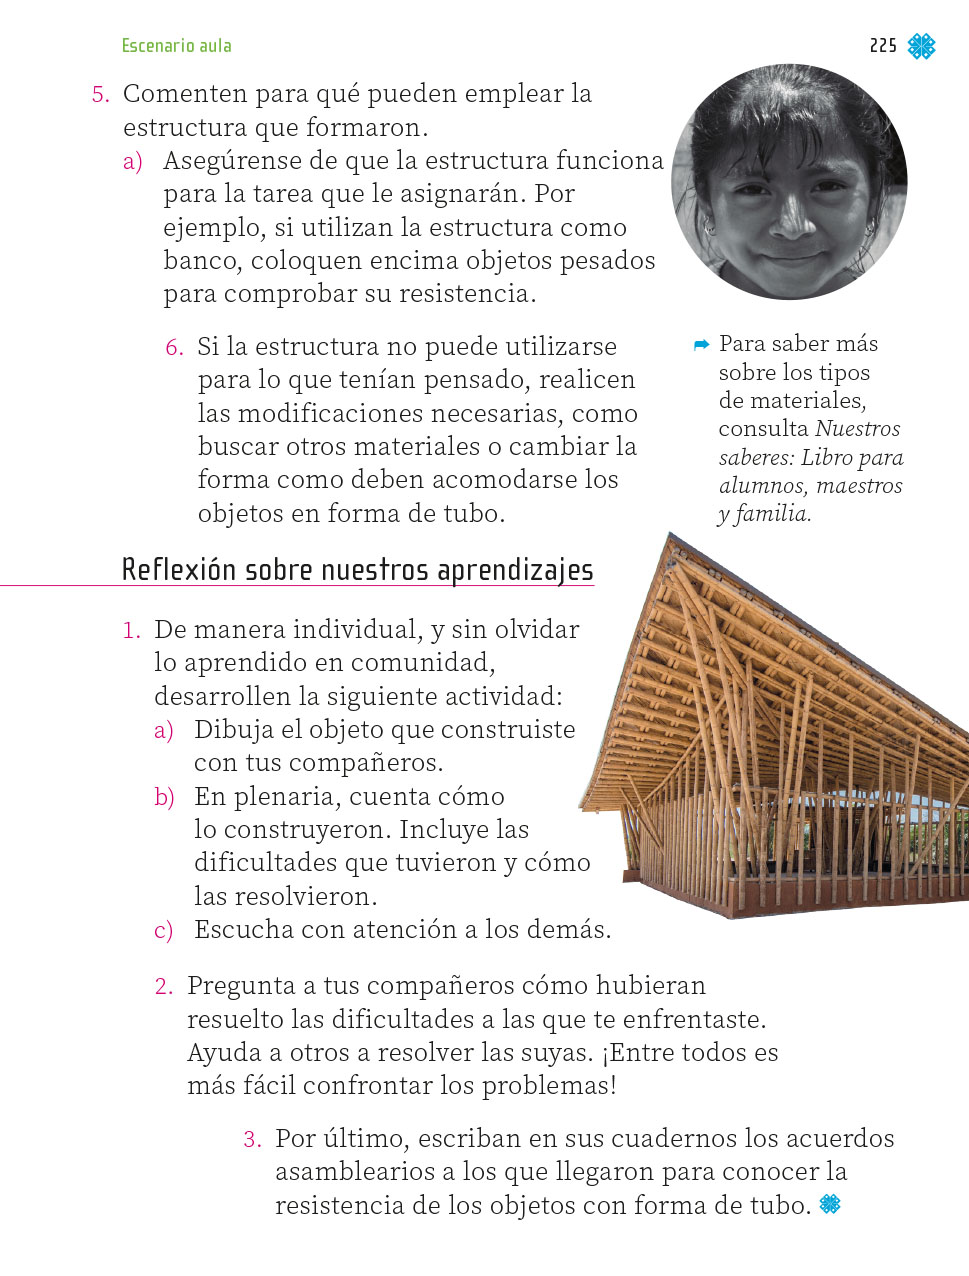 Escenario aula
225
5. Comenten para qué pueden emplear la
estructura que formaron.
a) Asegúrense de que la estructura funciona
para la tarea que le asignarán. Por
ejemplo, si utilizan la estructura como
banco, coloquen encima objetos pesados
para comprobar su resistencia.
6. Si la estructura no puede utilizarse
para lo que tenían pensado, realicen
las modificaciones necesarias, como
buscar otros materiales o cambiar la
forma como deben acomodarse los
objetos en forma de tubo.
➦ Para saber más
sobre los tipos
de materiales,
consulta Nuestros
saberes: Libro para
alumnos, maestros
y familia.
Reflexión sobre nuestros aprendizajes
1. De manera individual, y sin olvidar
lo aprendido en comunidad,
desarrollen la siguiente actividad:
a) Dibuja el objeto que construiste
con tus compañeros.
b) En plenaria, cuenta cómo
lo construyeron. Incluye las
dificultades que tuvieron y cómo
las resolvieron.
c) Escucha con atención a los demás.
2. Pregunta a tus compañeros cómo hubieran
resuelto las dificultades a las que te enfrentaste.
Ayuda a otros a resolver las suyas. ¡Entre todos es
más fácil confrontar los problemas!
3. Por último, escriban en sus cuadernos los acuerdos
asamblearios a los que llegaron para conocer la
resistencia de los objetos con forma de tubo.